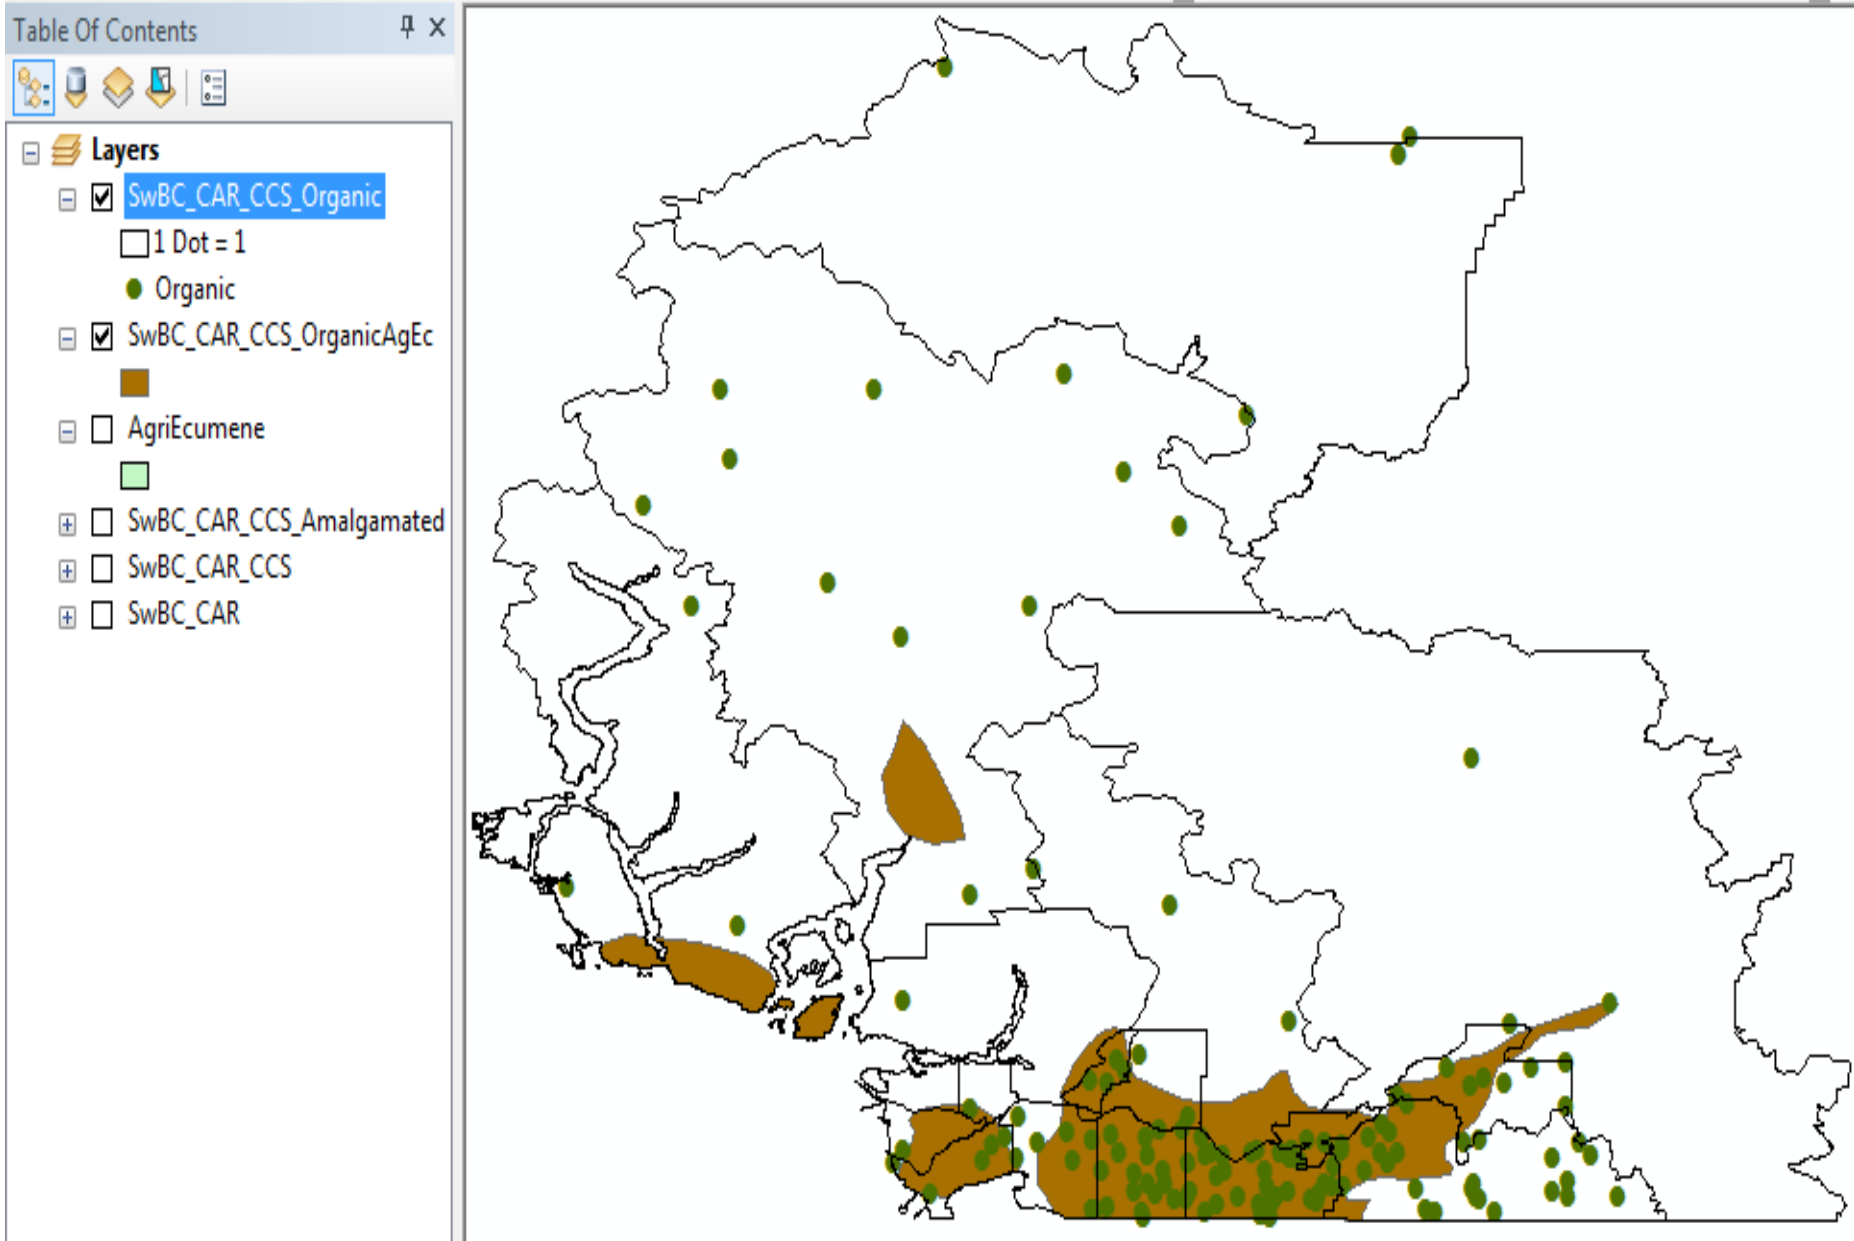 Table Of Contents
Layers
SwBC_CAR_CCS_Organic
1 Dot = 1
Organic
SwBC_CAR_CCS_OrganicAgEc
AgriEcumene
SwBC_CAR_CCS_Amalgamated
SwBC_CAR_CCS
SwBC_CAR